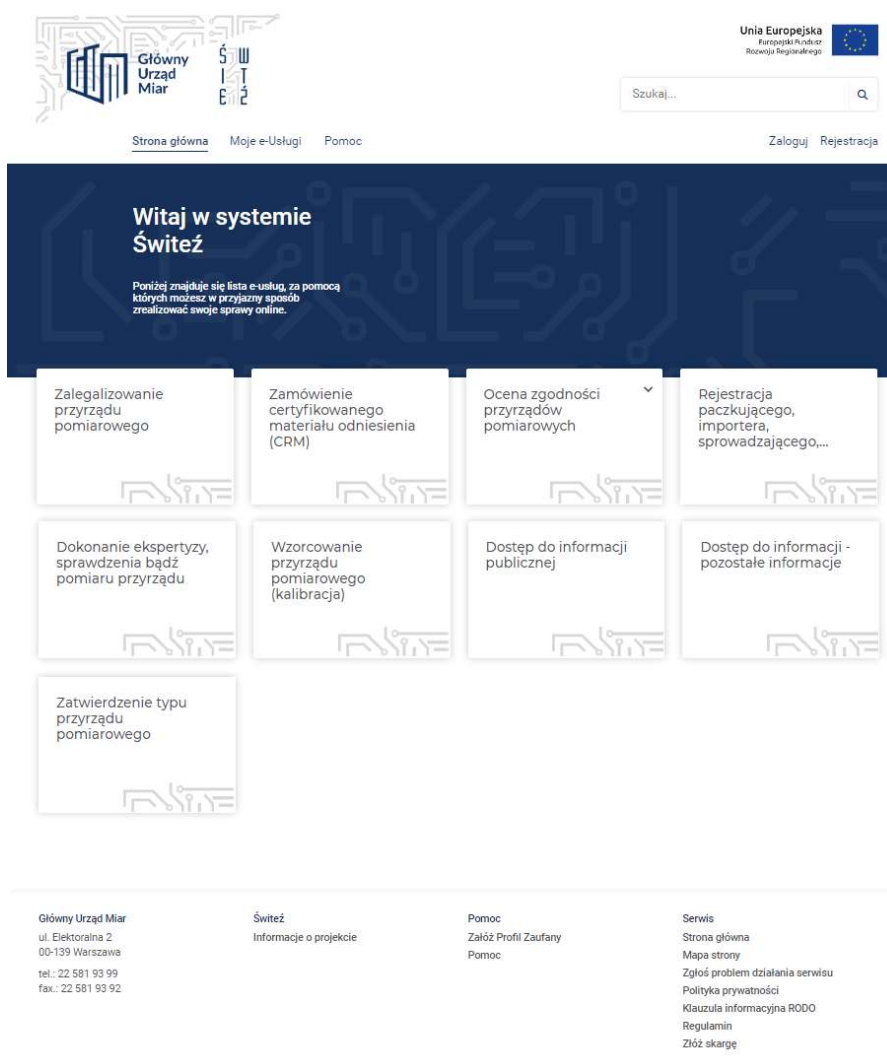 Główny
Urząd
Miar
Ś W
I T
E Ź
Unia Europejska
Europejski Fundusz
Rozwoju Regionalnego
Szukaj...
Strona główna Moje e-Usługi Pomoc
Zaloguj Rejestracja
Witaj w systemie
Świteź
Poniżej znajduje się lista e-usług, za pomocą
których możesz w przyjazny sposób
zrealizować swoje sprawy online.
Zalegalizowanie
przyrządu
pomiarowego
Zamówienie
certyfikowanego
materiału odniesienia
(CRM)
Ocena zgodności
przyrządów
pomiarowych
Rejestracja
paczkującego,
importera,
sprowadzającego,...
Dokonanie ekspertyzy,
sprawdzenia bądź
pomiaru przyrządu
Wzorcowanie
przyrządu
pomiarowego
(kalibracja)
Dostęp do informacji
publicznej
Dostęp do informacji -
pozostałe informacje
Zatwierdzenie typu
przyrządu
pomiarowego
Główny Urząd Miar
ul. Elektoralna 2
00-139 Warszawa
tel.: 22 581 93 99
fax.: 22 581 93 92
Świteź
Informacje o projekcie
Pomoc
Załóż Profil Zaufany
Pomoc
Serwis
Strona główna
Mapa strony
Zgłoś problem działania serwisu
Polityka prywatności
Klauzula informacyjna RODO
Regulamin
Złóż skargę